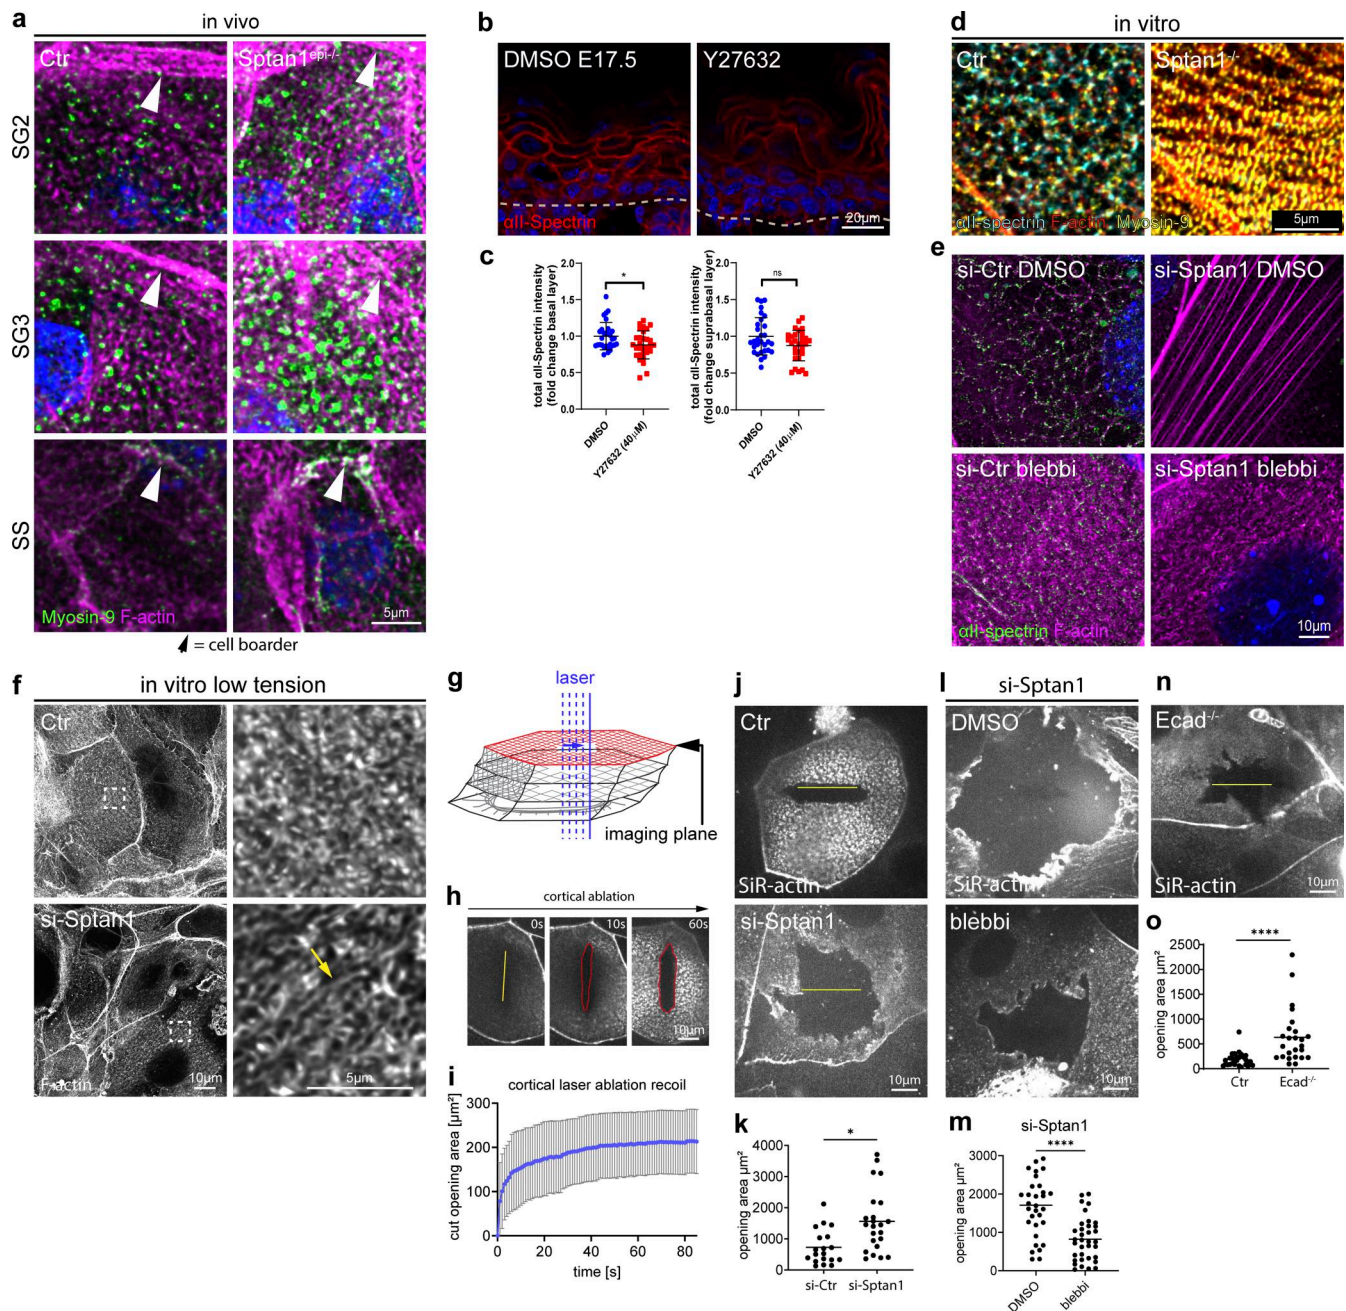 a
in vivo
Ctr
Sptan1epi-/-
SG2
SG3
SS
Myosin-9 F-actin
5µm
= cell boarder
b
DMSO E17.5
Y27632
αII-Spectrin
20µm
c
total αII-Spectrin intensity
(fold change basal layer)
2.0
1.5
1.0
0.5
0.0
*
DMSO
Y27632 (40µM)
total αII-Spectrin intensity
(fold change suprabasal layer)
2.0
1.5
1.0
0.5
0.0
ns
DMSO
Y27632 (40µM)
d
in vitro
Ctr
Sptan1-/-
αII-spectrin F-actin Myosin-9
5µm
e
si-Ctr DMSO
si-Sptan1 DMSO
si-Ctr blebbi
si-Sptan1 blebbi
αII-spectrin F-actin
10µm
f
in vitro low tension
Ctr
si-Sptan1
F-actin
10µm
5µm
g
laser
imaging plane
h
cortical ablation
0s
10s
60s
10µm
i
cortical laser ablation recoil
cut opening area [µm²]
300
200
100
0
0
20
40
60
80
time [s]
j
Ctr
SiR-actin
si-Sptan1
10µm
k
opening area µm²
4000
3000
2000
1000
0
*
si-Ctr
si-Sptan1
l
si-Sptan1
DMSO
SiR-actin
blebbi
10µm
m
si-Sptan1
opening area µm²
3000
2000
1000
0
****
DMSO
blebbi
n
Ecad-/-
SiR-actin
10µm
o
opening area µm²
2500
2000
1500
1000
500
0
****
Ctr
Ecad-/-